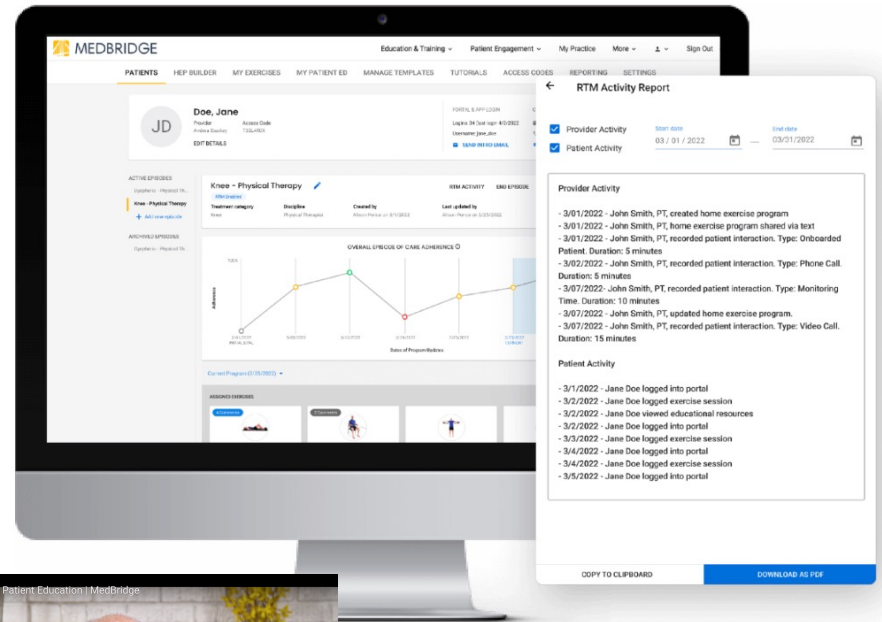 MEDBRIDGE
Education & Training
Patient Engagement
My Practice
More
Sign Out
PATIENTS
HEP BUILDER
MY EXERCISES
MY PATIENT ED
MANAGE TEMPLATES
TUTORIALS
ACCESS CODES
REPORTING
SETTINGS
JD
Doe, Jane
Provider
Access Code
EDIT DETAILS
PORTAL & APP LOGIN
Username: jane_doe
SEND INTRO EMAIL
ACTIVE EPISODES
Knee - Physical Therapy
+ Add new episode
ARCHIVED EPISODES
Knee - Physical Therapy
RTM Enabled
RTM ACTIVITY
END EPISODE
Treatment category
Knee
Discipline
Physical Therapist
Created by
Last updated by
OVERALL EPISODE OF CARE ADHERENCE
100%
Adherence
Dates of Program Updates
Current Program
ASSIGNED EXERCISES
RTM Activity Report
Provider Activity
Patient Activity
Start date
03 / 01 / 2022
—
End date
03/31/2022
Provider Activity
- 3/01/2022 - John Smith, PT, created home exercise program
- 3/01/2022 - John Smith, PT, home exercise program shared via text
- 3/01/2022 - John Smith, PT, recorded patient interaction. Type: Onboarded
Patient. Duration: 5 minutes
- 3/02/2022 - John Smith, PT, recorded patient interaction. Type: Phone Call.
Duration: 5 minutes
- 3/07/2022- John Smith, PT, recorded patient interaction. Type: Monitoring
Time. Duration: 10 minutes
- 3/07/2022 - John Smith, PT, updated home exercise program.
- 3/07/2022 - John Smith, PT, recorded patient interaction. Type: Video Call.
Duration: 15 minutes
Patient Activity
- 3/1/2022 - Jane Doe logged into portal
- 3/2/2022 - Jane Doe logged exercise session
- 3/2/2022 - Jane Doe viewed educational resources
- 3/2/2022 - Jane Doe logged into portal
- 3/3/2022 - Jane Doe logged exercise session
- 3/4/2022 - Jane Doe logged into portal
- 3/4/2022 - Jane Doe logged exercise session
- 3/5/2022 - Jane Doe logged into portal
COPY TO CLIPBOARD
DOWNLOAD AS PDF
Patient Education | MedBridge